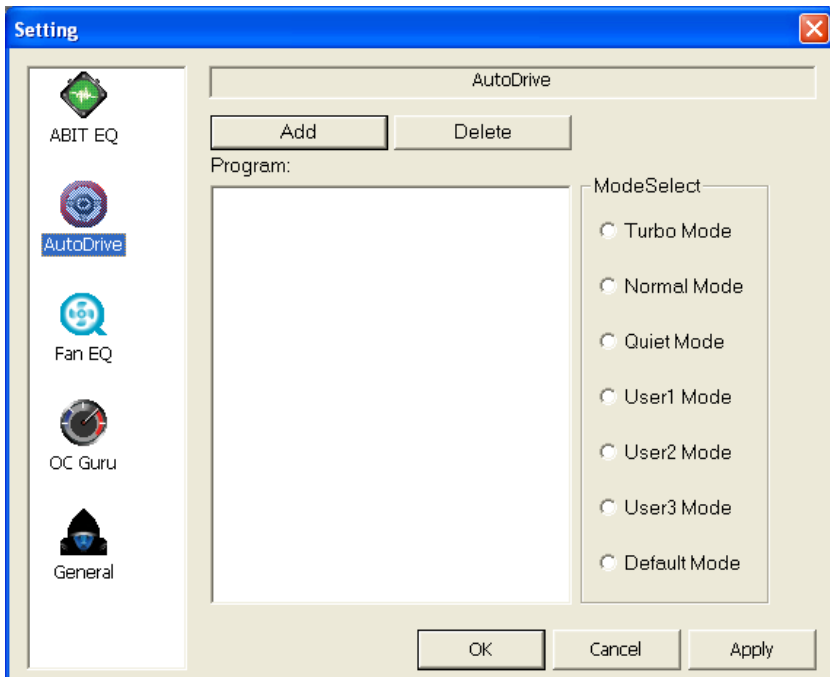 Setting
ABIT EQ
AutoDrive
Fan EQ
OC Guru
General
AutoDrive
Add
Delete
Program:
ModeSelect
Turbo Mode
Normal Mode
Quiet Mode
User1 Mode
User2 Mode
User3 Mode
Default Mode
OK
Cancel
Apply